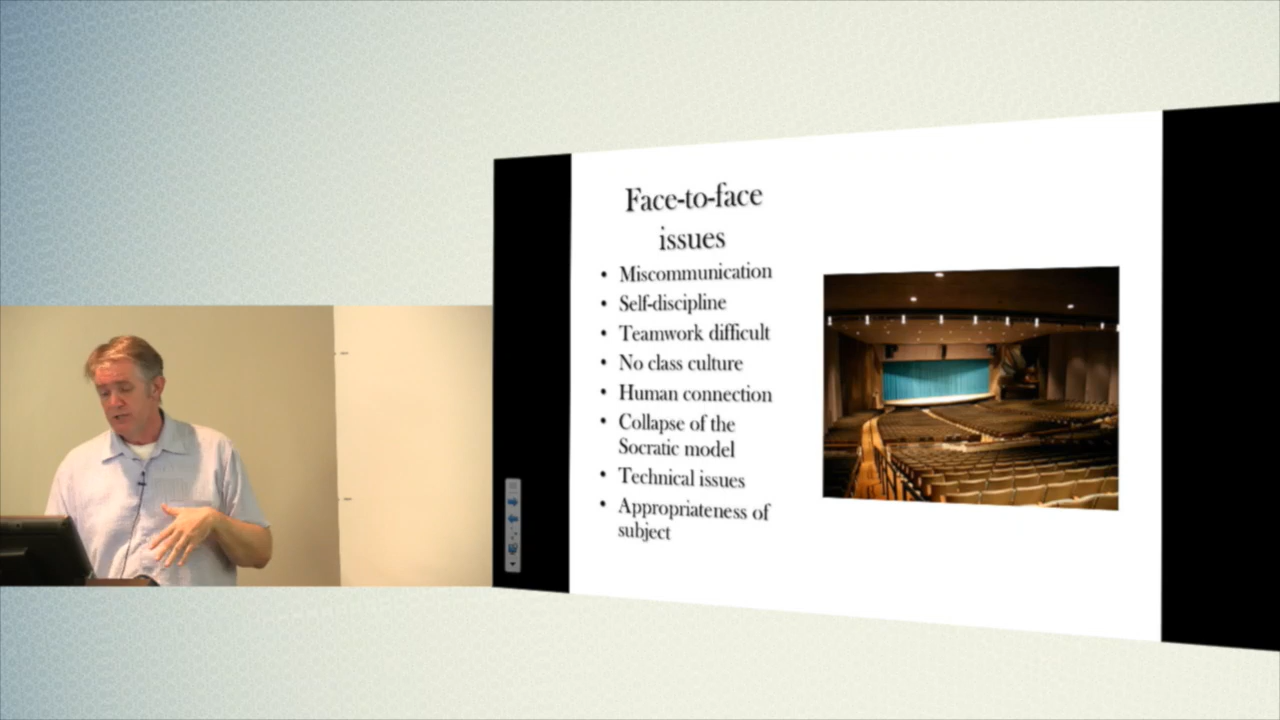 Face-to-face
issues
• Miscommunication
• Self-discipline
• Teamwork difficult
• No class culture
• Human connection
• Collapse of the
Socratic model
• Technical issues
• Appropriateness of
subject